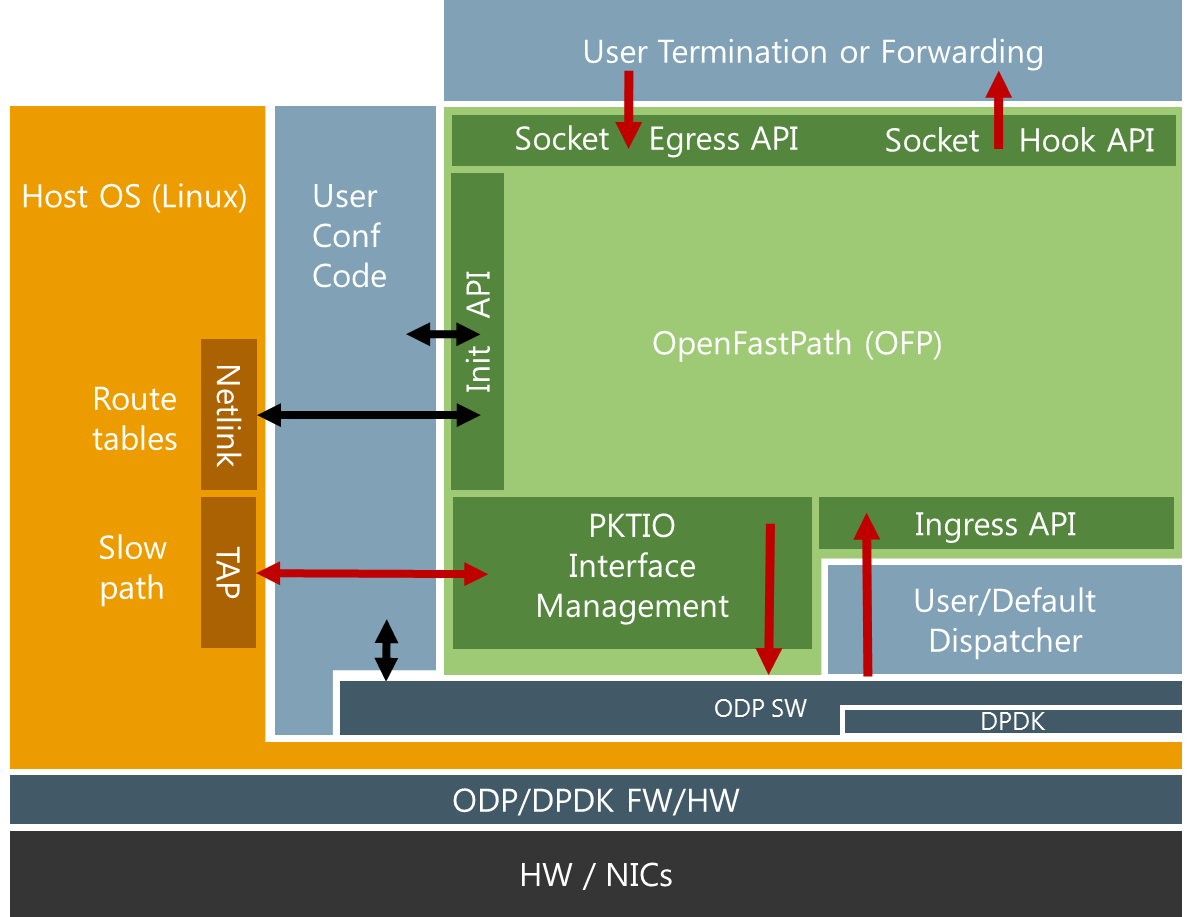 User Termination or Forwarding
Socket Egress API
Socket Hook API
Host OS (Linux)
User
Conf
Code
Init API
OpenFastPath (OFP)
Netlink
Route
tables
Slow
path
TAP
PKTIO
Interface
Management
Ingress API
User/Default
Dispatcher
ODP SW
DPDK
ODP/DPDK FW/HW
HW / NICs